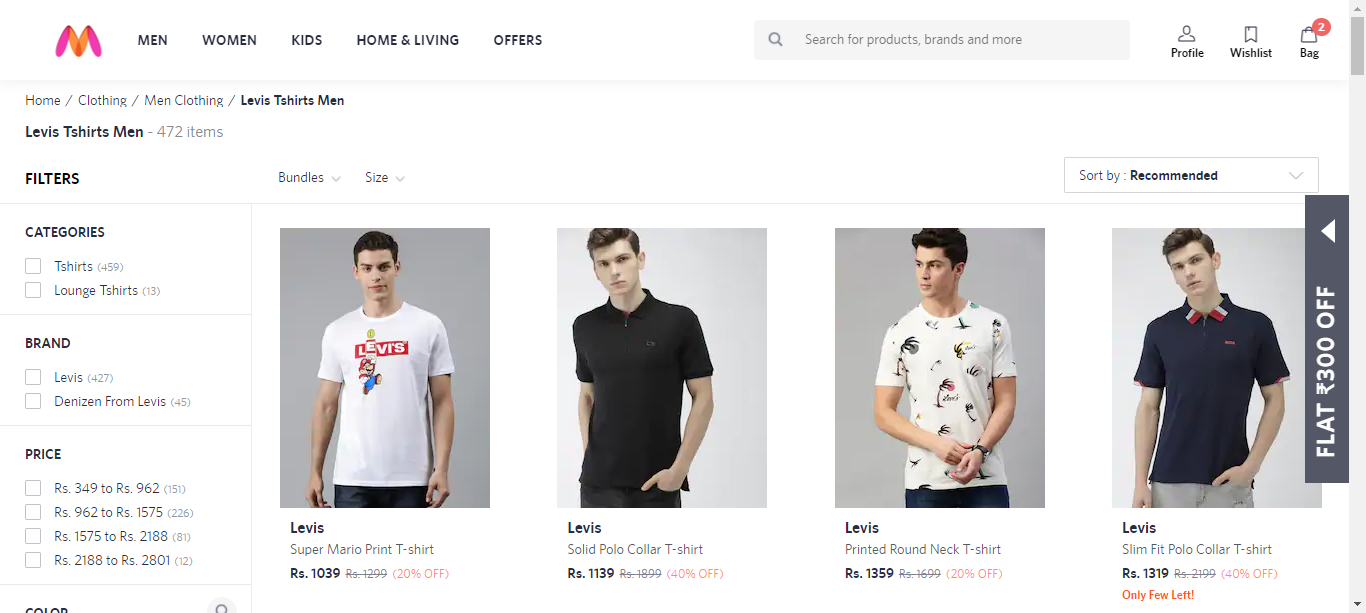 MEN WOMEN KIDS HOME & LIVING OFFERS
Search for products, brands and more
Profile Wishlist Bag 2
Home / Clothing / Men Clothing / Levis Tshirts Men
Levis Tshirts Men - 472 items
FILTERS
Bundles Size
Sort by : Recommended
CATEGORIES
Tshirts (459)
Lounge Tshirts (13)
BRAND
Levis (427)
Denizen From Levis (45)
PRICE
Rs. 349 to Rs. 962 (151)
Rs. 962 to Rs. 1575 (226)
Rs. 1575 to Rs. 2188 (81)
Rs. 2188 to Rs. 2801 (12)
COLOR
LEVI'S
Levis
Super Mario Print T-shirt
Rs. 1039 Rs. 1299 (20% OFF)
Levis
Solid Polo Collar T-shirt
Rs. 1139 Rs. 1899 (40% OFF)
Levis
Printed Round Neck T-shirt
Rs. 1359 Rs. 1699 (20% OFF)
Levis
Slim Fit Polo Collar T-shirt
Rs. 1319 Rs. 2199 (40% OFF)
Only Few Left!
FLAT ₹300 OFF